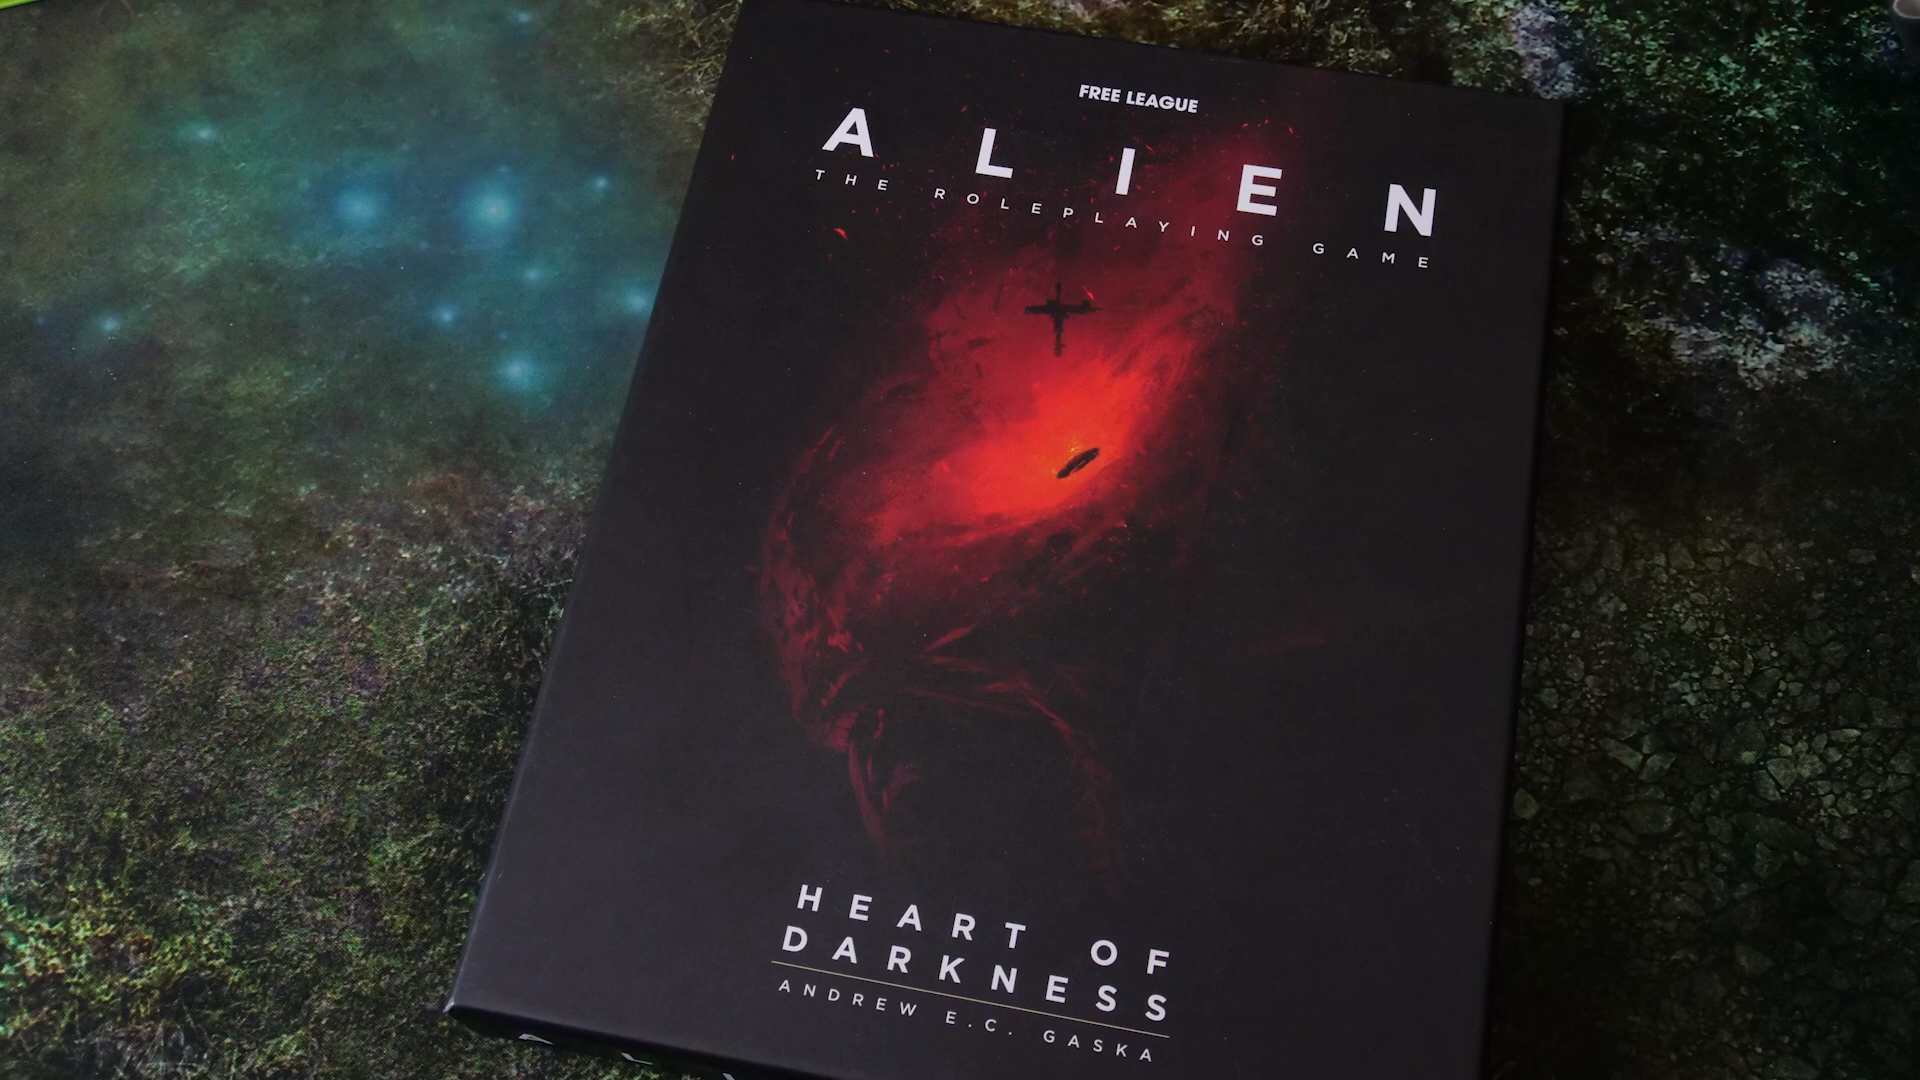 FREE LEAGUE
ALIEN
THE ROLEPLAYING GAME
HEART OF
DARKNESS
ANDREW E.C. GASKA